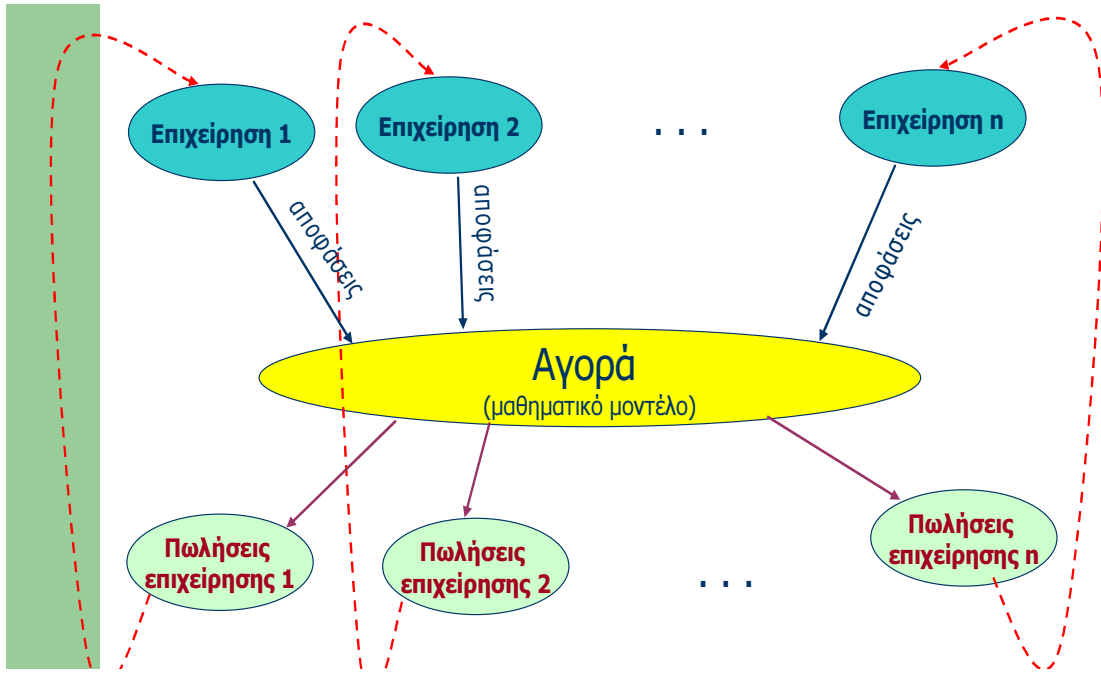 Επιχείρηση 1
Επιχείρηση 2
. . .
Επιχείρηση n
αποφάσεις
αποφάσεις
αποφάσεις
Αγορά
(μαθηματικό μοντέλο)
Πωλήσεις
επιχείρησης 1
Πωλήσεις
επιχείρησης 2
. . .
Πωλήσεις
επιχείρησης n